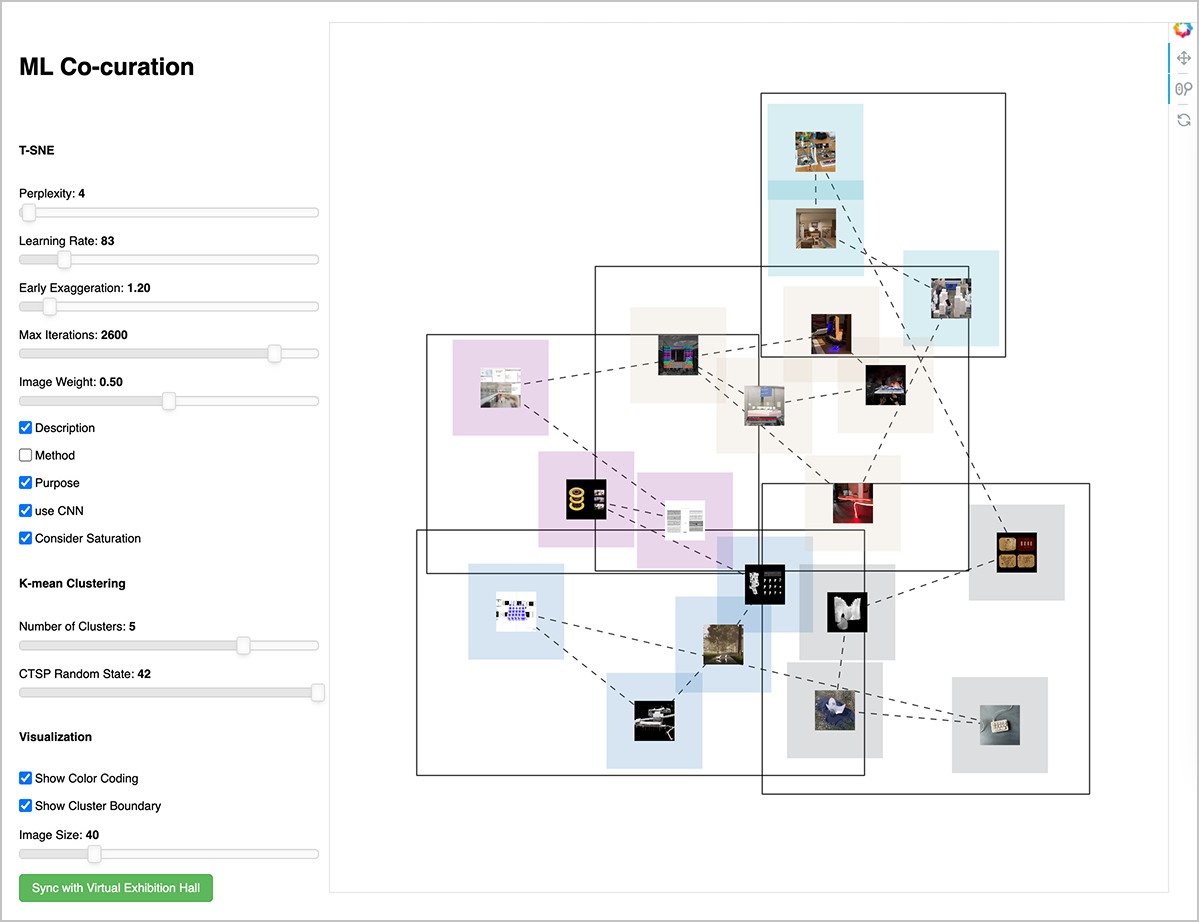 ML Co-curation
T-SNE
Perplexity: 4
Learning Rate: 83
Early Exaggeration: 1.20
Max Iterations: 2600
Image Weight: 0.50
Description
Method
Purpose
use CNN
Consider Saturation
K-mean Clustering
Number of Clusters: 5
CTSP Random State: 42
Visualization
Show Color Coding
Show Cluster Boundary
Image Size: 40
Sync with Virtual Exhibition Hall